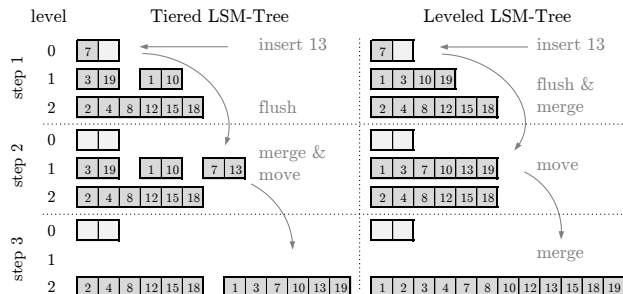 level Tiered LSM-Tree Leveled LSM-Tree
step 1
0 7 insert 13 7 insert 13
1 3 19 1 10 1 3 10 19 flush &
merge
2 2 4 8 12 15 18 flush 2 4 8 12 15 18
step 2
0
merge &
move
1 3 19 1 10 7 13 1 3 7 10 13 19 move
2 2 4 8 12 15 18 2 4 8 12 15 18
step 3
0
merge
1
2 2 4 8 12 15 18 1 3 7 10 13 19 1 2 3 4 7 8 10 12 13 15 18 19